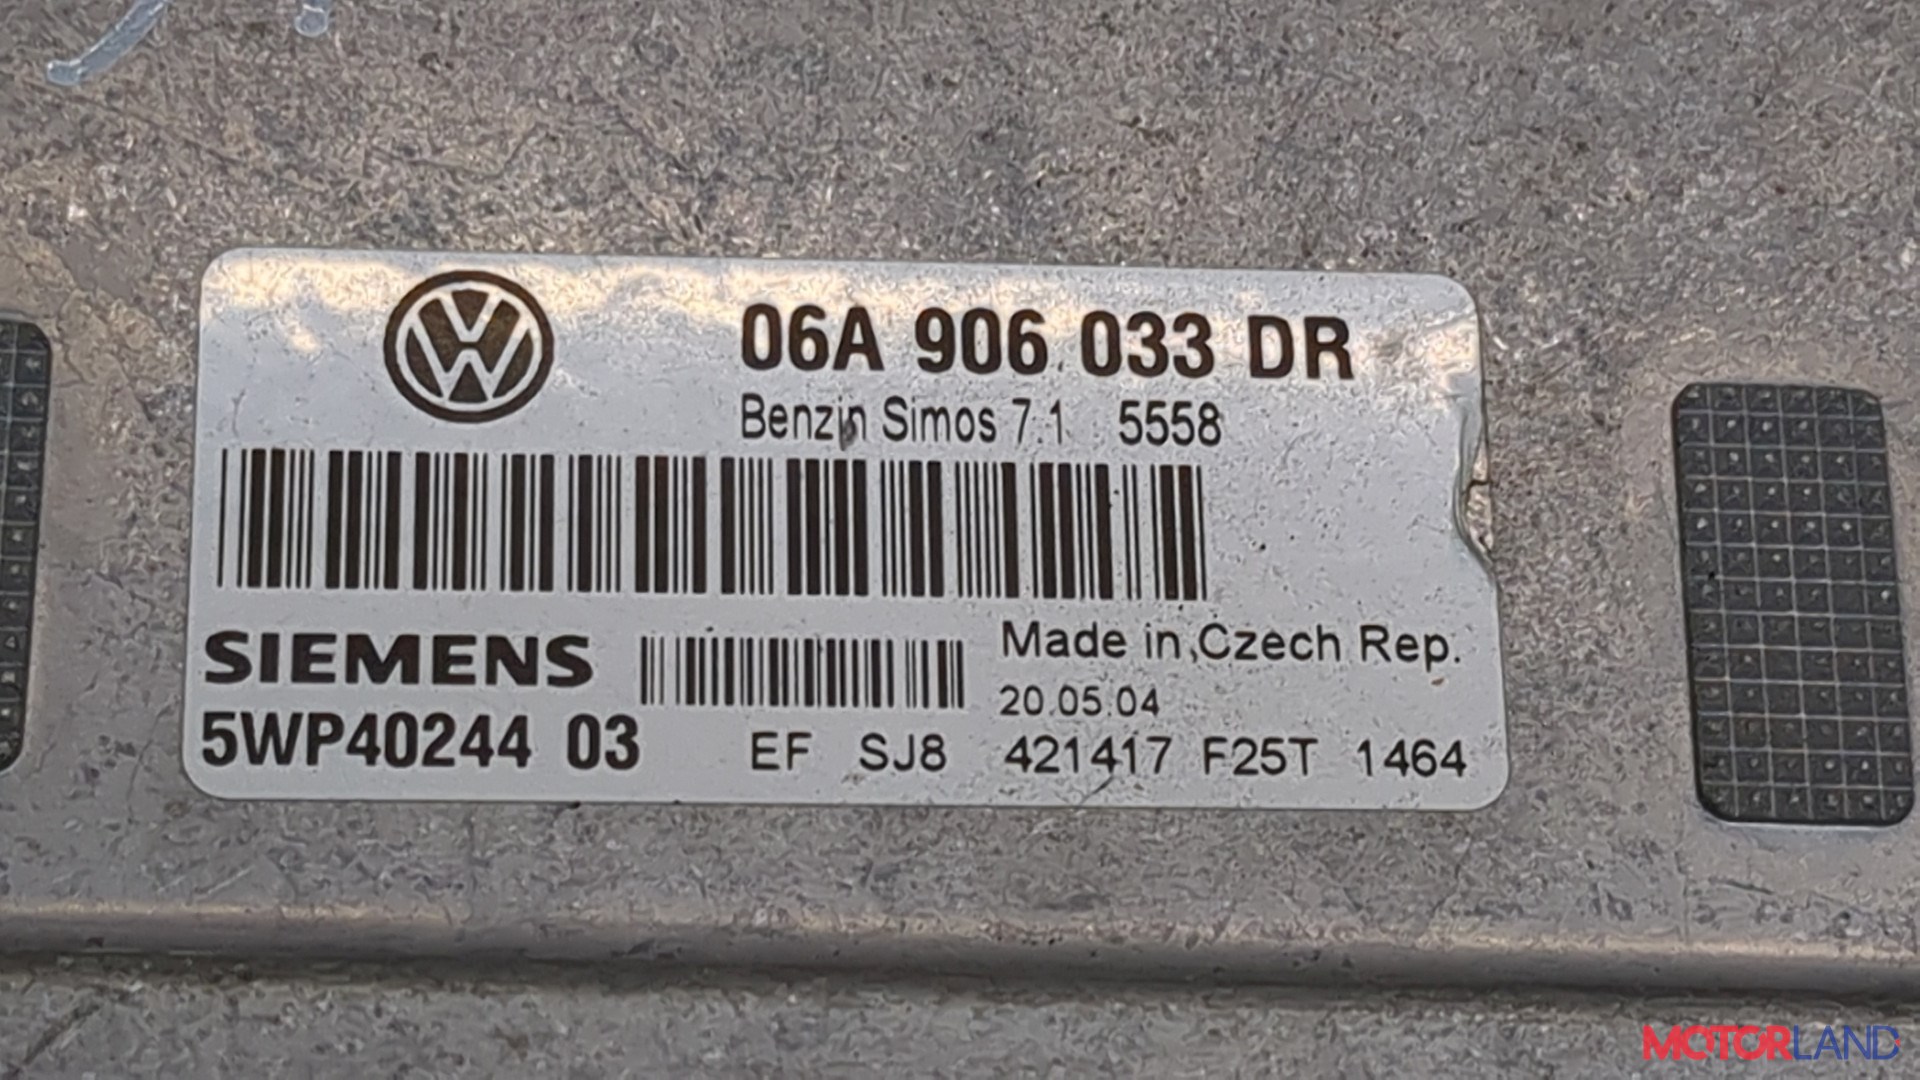 06A 906 033 DR
Benzin Simos 7.1 5558
SIEMENS
Made in Czech Rep.
20.05.04
5WP40244 03 EF SJ8 421417 F25T 1464
MOTORLAND